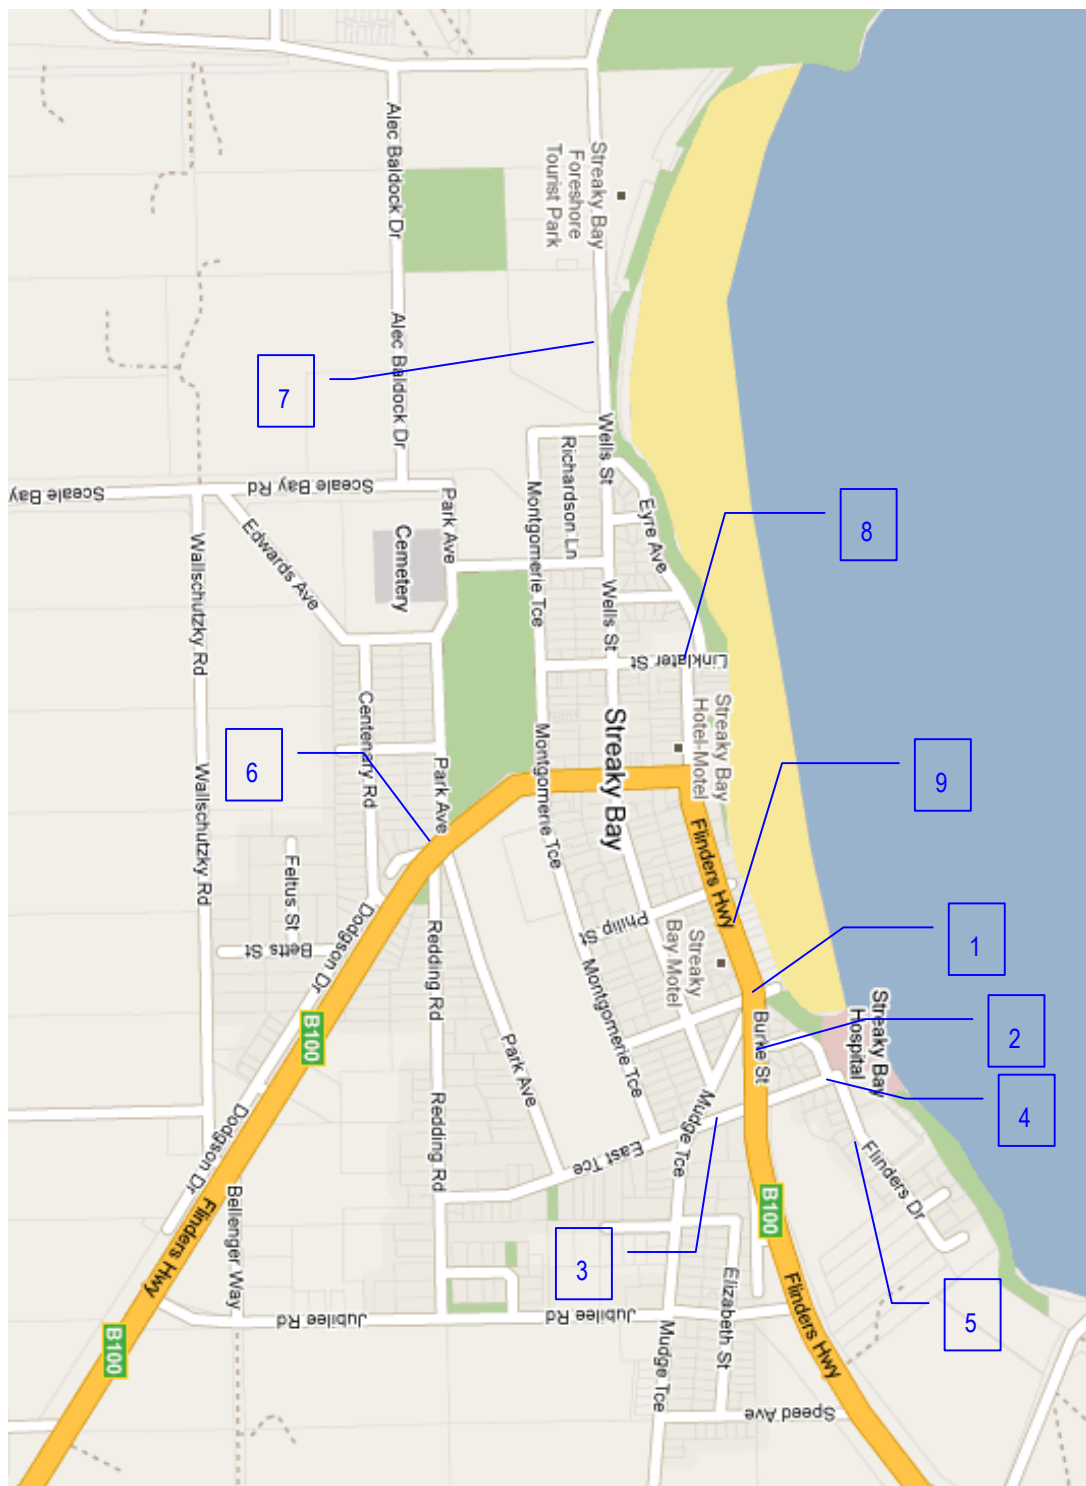 Alec Baldock Dr
Streaky Bay
Foreshore
Tourist Park
Alec Baldock Dr
7
Wells St
Richardson Ln
Montgomerie Tce
Eyre Ave
8
Sceale Bay
Sceale Bay Rd
Park Ave
Cemetery
Edwards Ave
Wallschutzky Rd
Wells St
Linklater St
Centenary Rd
Streaky Bay
Hotel-Motel
Streaky Bay
Montgomerie Tce
6
Park Ave
9
Wallschutzky Rd
Flinders Hwy
Feltus St
Betts St
Dodgson Dr
Redding Rd
Philip St
Streaky
Bay Motel
1
Montgomerie Tce
B100
Burke St
Streaky Bay
Hospital
2
Park Ave
4
Redding Rd
Mudge Tce
East Tce
Dodgson Dr
Flinders Dr
Bellenger Way
Flinders Hwy
B100
3
5
Elizabeth St
Flinders Hwy
Jubilee Rd
Jubilee Rd
B100
Mudge Tce
Speed Ave